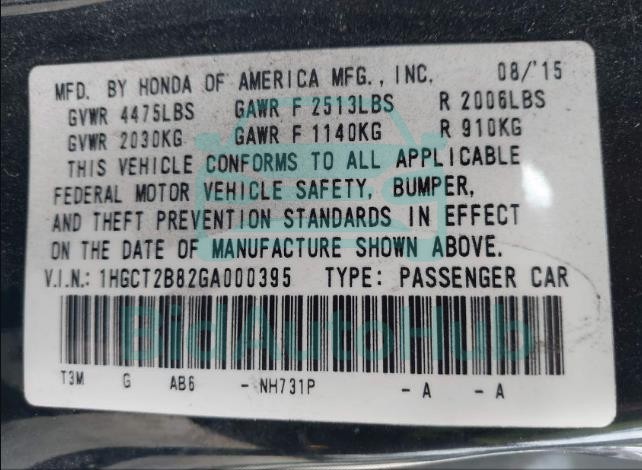 MFD. BY HONDA OF AMERICA MFG., INC. 08/'15
GVWR 4475LBS GAWR F 2513LBS R 2006LBS
GVWR 2030KG GAWR F 1140KG R 910KG
THIS VEHICLE CONFORMS TO ALL APPLICABLE
FEDERAL MOTOR VEHICLE SAFETY, BUMPER,
AND THEFT PREVENTION STANDARDS IN EFFECT
ON THE DATE OF MANUFACTURE SHOWN ABOVE.
V.I.N.: 1HGCT2B82GA000395 TYPE: PASSENGER CAR
BidAutoHub
T3M G AB6 - NH731P - A - A